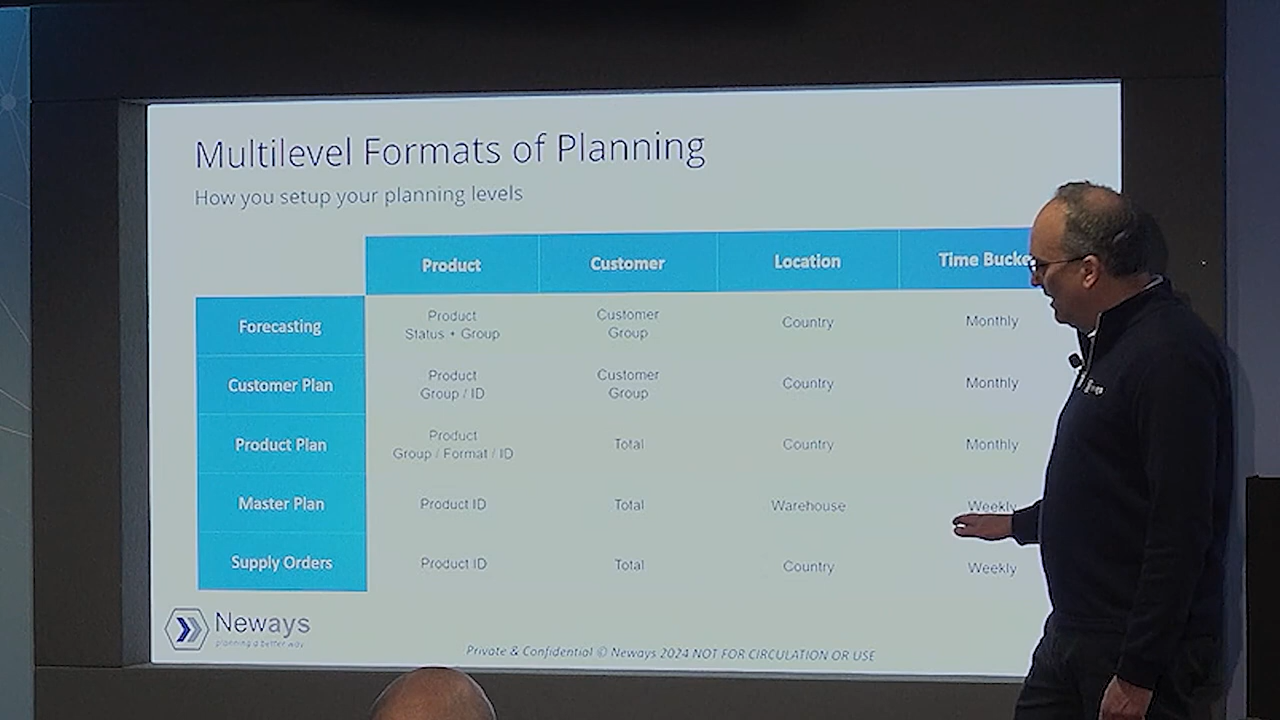 Multilevel Formats of Planning
How you setup your planning levels
Product Customer Location Time Bucke
Forecasting Product Status + Group Customer Group Country Monthly
Customer Plan Product Group / ID Customer Group Country Monthly
Product Plan Product Group / Format / ID Total Country Monthly
Master Plan Product ID Total Warehouse Weekly
Supply Orders Product ID Total Country Weekly
Neways
planning a better way
Private & Confidential © Neways 2024 NOT FOR CIRCULATION OR USE